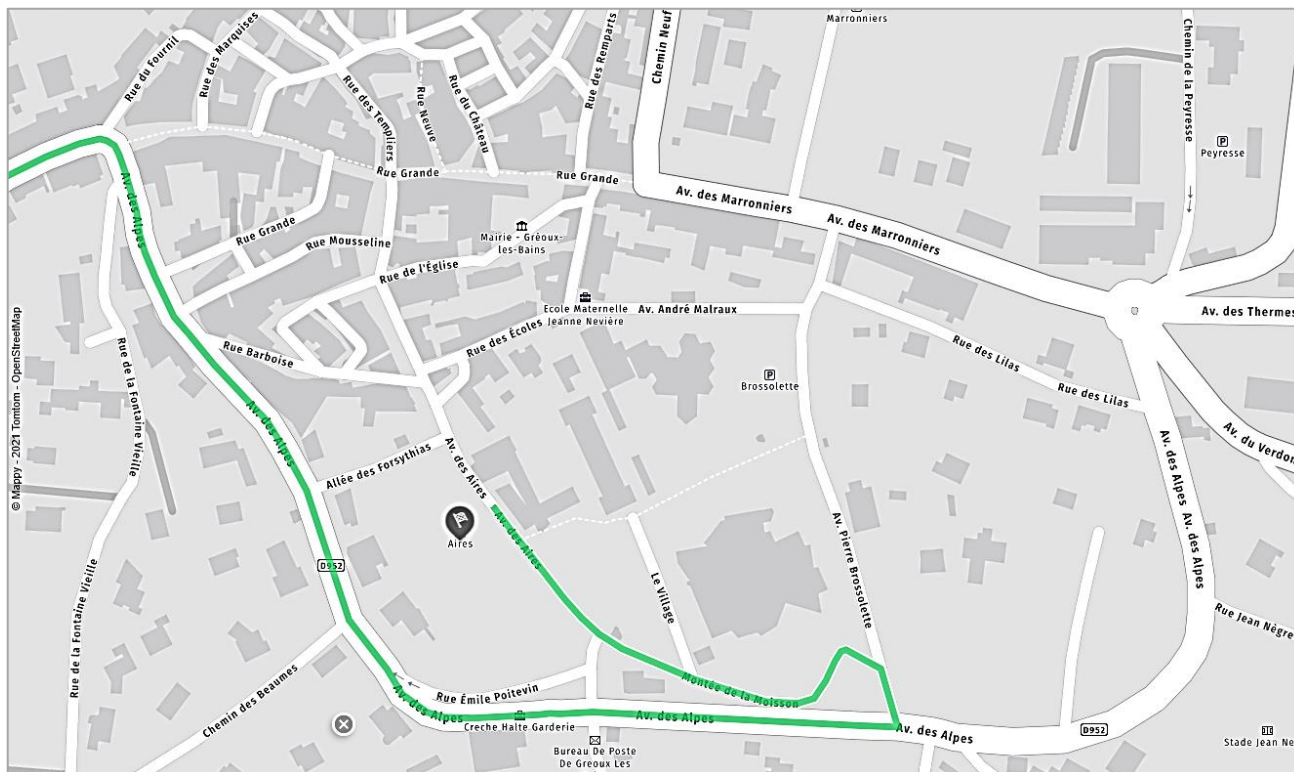 Marronniers
Rue des Marquises
Rue du Fournil
Rue des Remparts
Chemin Neuf
Chemin de la Peyresse
Rue des Templiers
Rue Neuve
Rue du Château
P
Peyresse
Rue Grande
Rue Grande
Av. des Marronniers
Av. des Marronniers
Av. des Alpes
Rue Grande
Rue Mousseline
Mairie - Gréoux-
les-Bains
Rue de l'Église
Ecole Maternelle
Jeanne Nevière
Av. André Malraux
Av. des Thermes
Rue des Écoles
Rue Barboise
Rue de la Fontaine Vieille
P
Brossolette
Rue des Lilas
Rue des Lilas
© Mappy - 2021 Tomtom - OpenStreetMap
Av. des Alpes
Av. des Aires
Allée des Forsythias
Av. du Verdon
Av. des Alpes
Av. des Alpes
Aires
Av. des Aires
D952
Av. Pierre Brossolette
Le Village
Rue Jean Nègre
Rue de la Fontaine Vieille
Chemin des Beaumes
Rue Émile Poitevin
Montée de la Moisson
Av. des Alpes
Av. des Alpes
Creche Halte Garderie
Av. des Alpes
D952
Stade Jean Ne
Bureau De Poste
De Greoux Les